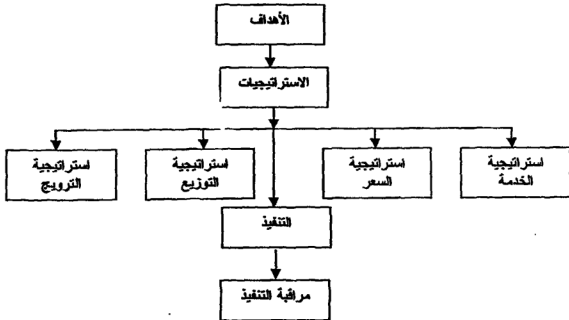 الأهداف
الاستراتيجيات
استراتيجية
الخدمة
استراتيجية
السعر
استراتيجية
التوزيع
استراتيجية
الترويج
التنفيذ
مراقبة التنفيذ